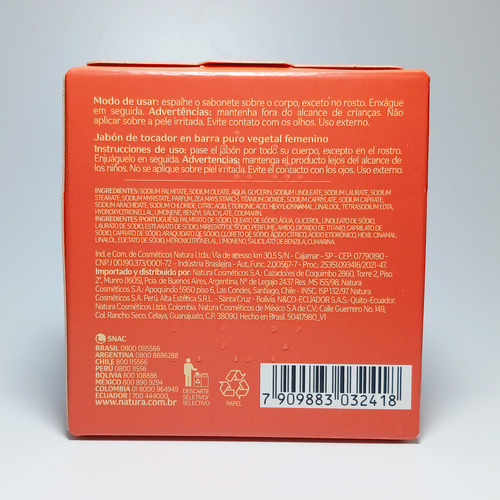 Modo de usar: espalhe o sabonete sobre o corpo, exceto no rosto. Enxágue
em seguida. Advertências: mantenha fora do alcance de crianças. Não
aplicar sobre a pele irritada. Evite contato com os olhos. Uso externo.
Jabón de tocador en barra puro vegetal femenino
Instrucciones de uso: pase el jabón por todo su cuerpo, excepto en el rostro.
Enjuáguelo en seguida. Advertencias: mantenga el producto lejos del alcance de
los niños. No se aplique sobre piel irritada. Evite el contacto con los ojos. Uso externo.
INGREDIENTES: SODIUM PALMITATE, SODIUM OLEATE, AQUA, GLYCERIN, SODIUM LINOLEATE, SODIUM LAURATE, SODIUM
STEARATE, SODIUM MYRISTATE, PARFUM, ZEA MAYS STARCH, TITANIUM DIOXIDE, SODIUM CAPRYLATE, SODIUM CAPRATE,
SODIUM ARACHIDATE, SODIUM CHLORIDE, CITRIC ACID, ETIDRONIC ACID, HEXYL CINNAMAL, LINALOOL, TETRASODIUM EDTA,
HYDROXYCITRONELLAL, LIMONENE, BENZYL SALICYLATE, COUMARIN.
INGREDIENTES (PORTUGUÊS): PALMITATO DE SÓDIO, OLEATO DE SÓDIO, ÁGUA, GLICEROL, LINOLEATO DE SÓDIO,
LAURATO DE SÓDIO, ESTEARATO DE SÓDIO, MIRISTATO DE SÓDIO, PERFUME, AMIDO, DIÓXIDO DE TITÂNIO, CAPRILATO DE
SÓDIO, CAPRATO DE SÓDIO, ARAQUIDATO DE SÓDIO, CLORETO DE SÓDIO, ÁCIDO CÍTRICO, ÁCIDO ETIDRÔNICO, HEXIL CINAMAL,
LINALOL, EDETATO DE SÓDIO, HIDROXICITRONELAL, LIMONENO, SALICILATO DE BENZILA, CUMARINA.
Ind. e Com. de Cosméticos Natura Ltda. Via de acesso km 30,5 S/N - Cajamar - SP - CEP: 07790190 -
CNPJ 00.190.373/0001-72 - Indústria Brasileira - Aut. Func. 2.00567-7 - Proc.: 25351.093416/2021-47.
Importado y distribuido por: Natura Cosméticos S.A.: Cazadores de Coquimbo 2860, Torre 2, Piso
2°, Munro (1605), Pcia. de Buenos Aires, Argentina, N° de Legajo 2437 Res. MS 155/98. Natura
Cosméticos S.A.: Apoquindo 5950 piso 6, Las Condes, Santiago, Chile - INSC. ISP 132/97. Natura
Cosméticos S.A. Perú. Alta Estética S.R.L. - Santa Cruz - Bolivia. N&CO-ECUADOR S.A.S.-Quito-Ecuador.
Natura Cosméticos Ltda. Colombia. Natura Cosméticos de México S.A de C.V.; Calle Guerrero No. 149,
Col. Rancho Seco. Celaya, Guanajuato, C.P. 38090. Hecho en Brasil. 50417980_V1
SNAC
BRASIL 0800 0115566
ARGENTINA 0800 8886288
CHILE 800 115566
PERÚ 0800 11556
BOLIVIA 800 108886
MÉXICO 800 890 9294
COLOMBIA 01 8000 964949
ECUADOR | 700 444000
www.natura.com.br
DESCARTE
SELETIVO/
SELECTIVO
PAPEL
7 909883 032418